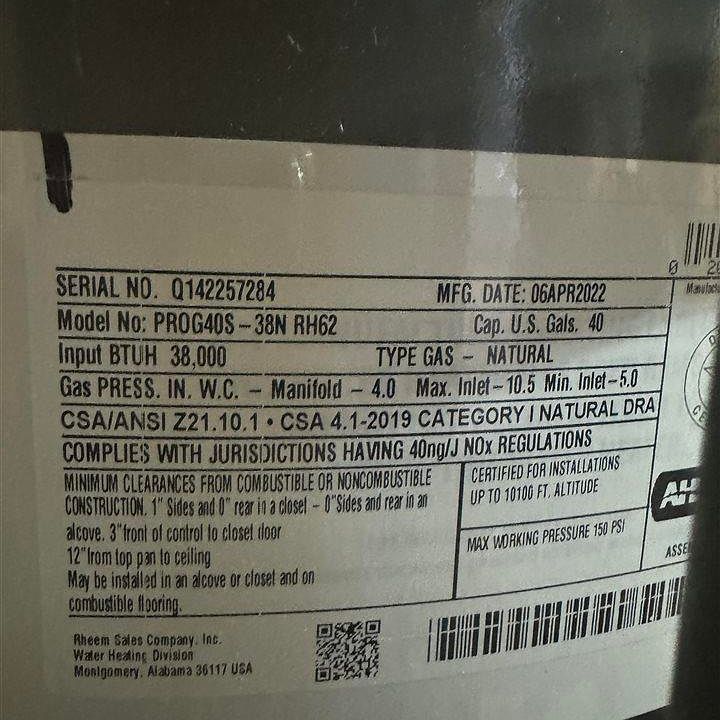 SERIAL NO. Q142257284 MFG. DATE: 06APR2022
Model No: PROG40S-38N RH62 Cap. U.S. Gals. 40
Input BTUH 38,000 TYPE GAS - NATURAL
Gas PRESS. IN. W.C. - Manifold - 4.0 Max. Inlet-10.5 Min. Inlet-5.0
CSA/ANSI Z21.10.1 • CSA 4.1-2019 CATEGORY I NATURAL DRA
COMPLIES WITH JURISDICTIONS HAVING 40ng/J NOx REGULATIONS
MINIMUM CLEARANCES FROM COMBUSTIBLE OR NONCOMBUSTIBLE
CONSTRUCTION. 1" Sides and 0" rear in a closet - 0"Sides and rear in an
alcove. 3"front of control to closet door
12"from top pan to ceiling
May be installed in an alcove or closet and on
combustible flooring.
CERTIFIED FOR INSTALLATIONS
UP TO 10100 FT. ALTITUDE
MAX WORKING PRESSURE 150 PSI
Rheem Sales Company, Inc.
Water Heating Division
Montgomery, Alabama 36117 USA
0 20
AH
ASSE